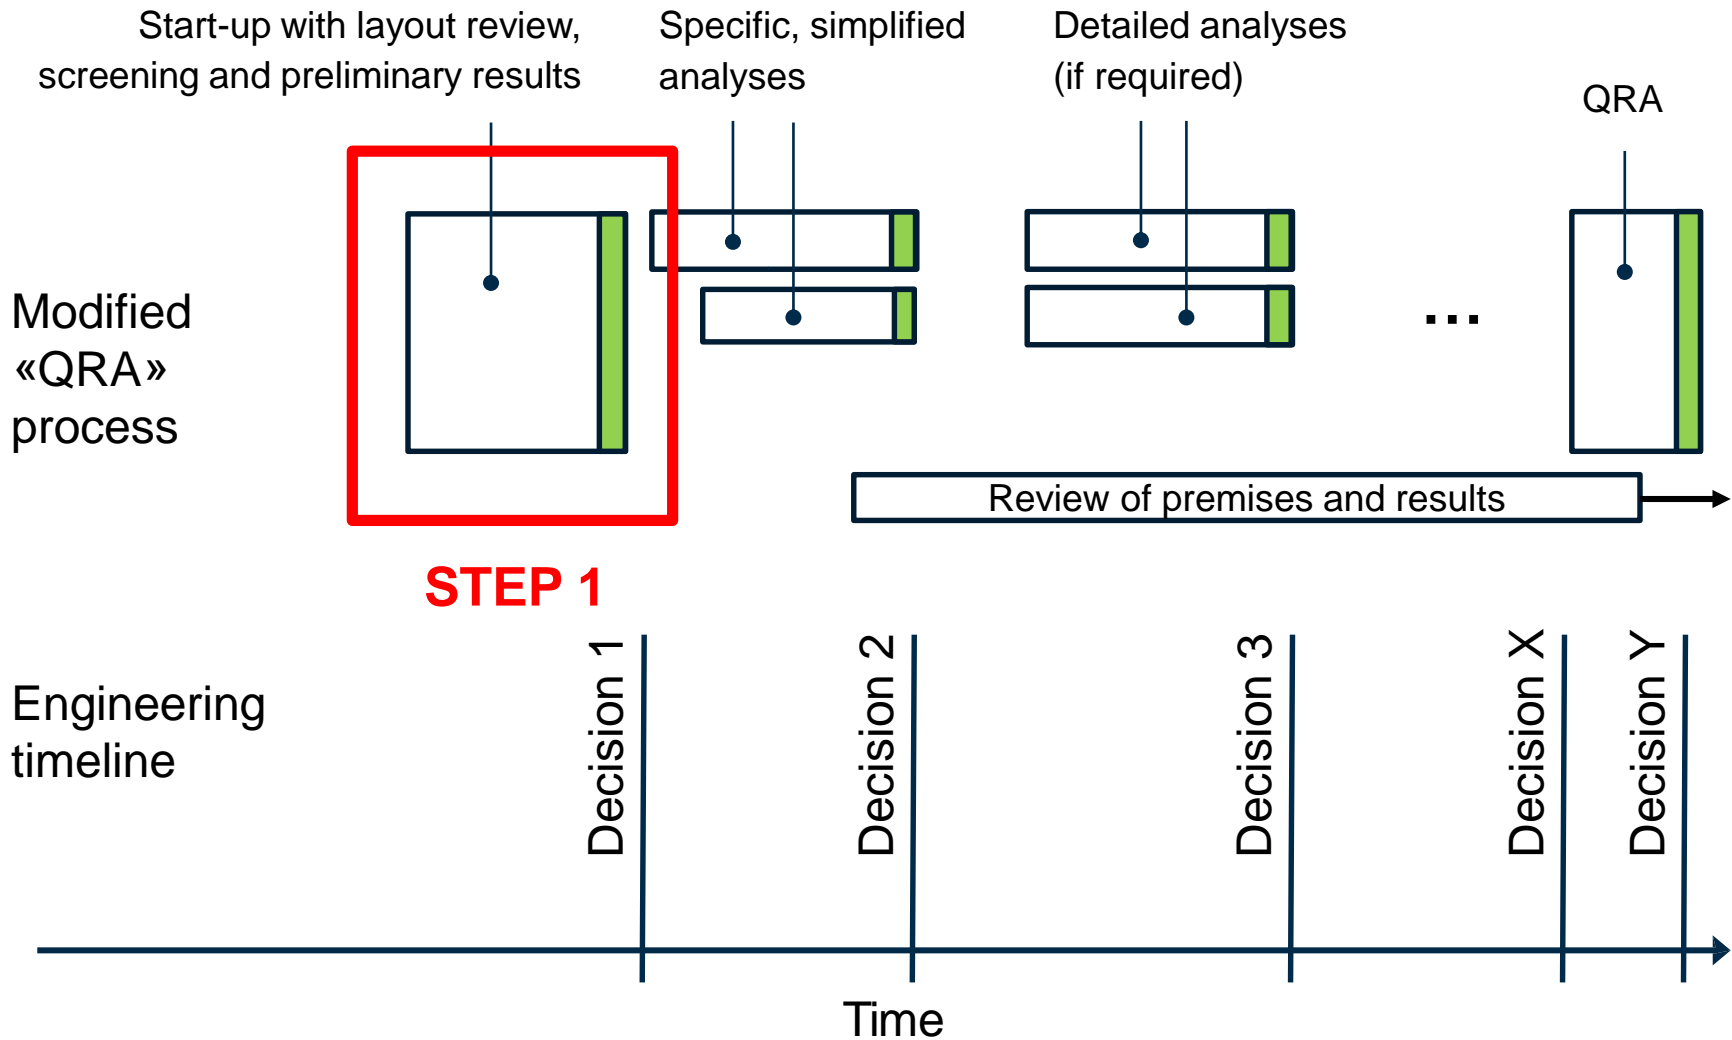 Start-up with layout review,
screening and preliminary results
Specific, simplified
analyses
Detailed analyses
(if required)
QRA
Modified
«QRA»
process
...
Review of premises and results
STEP 1
Engineering
timeline
Decision 1
Decision 2
Decision 3
Decision X
Decision Y
Time